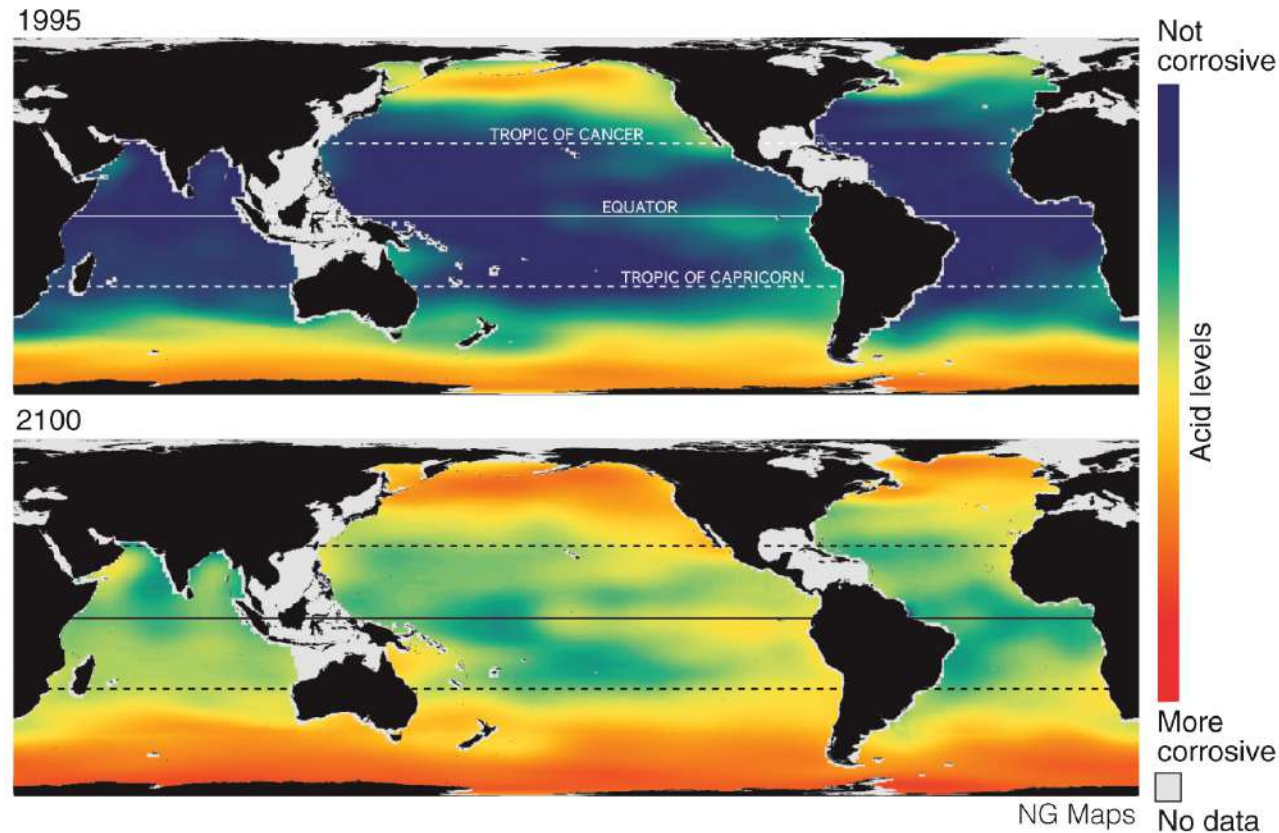 1995
Not
corrosive
TROPIC OF CANCER
EQUATOR
TROPIC OF CAPRICORN
Acid levels
2100
More
corrosive
No data
NG Maps